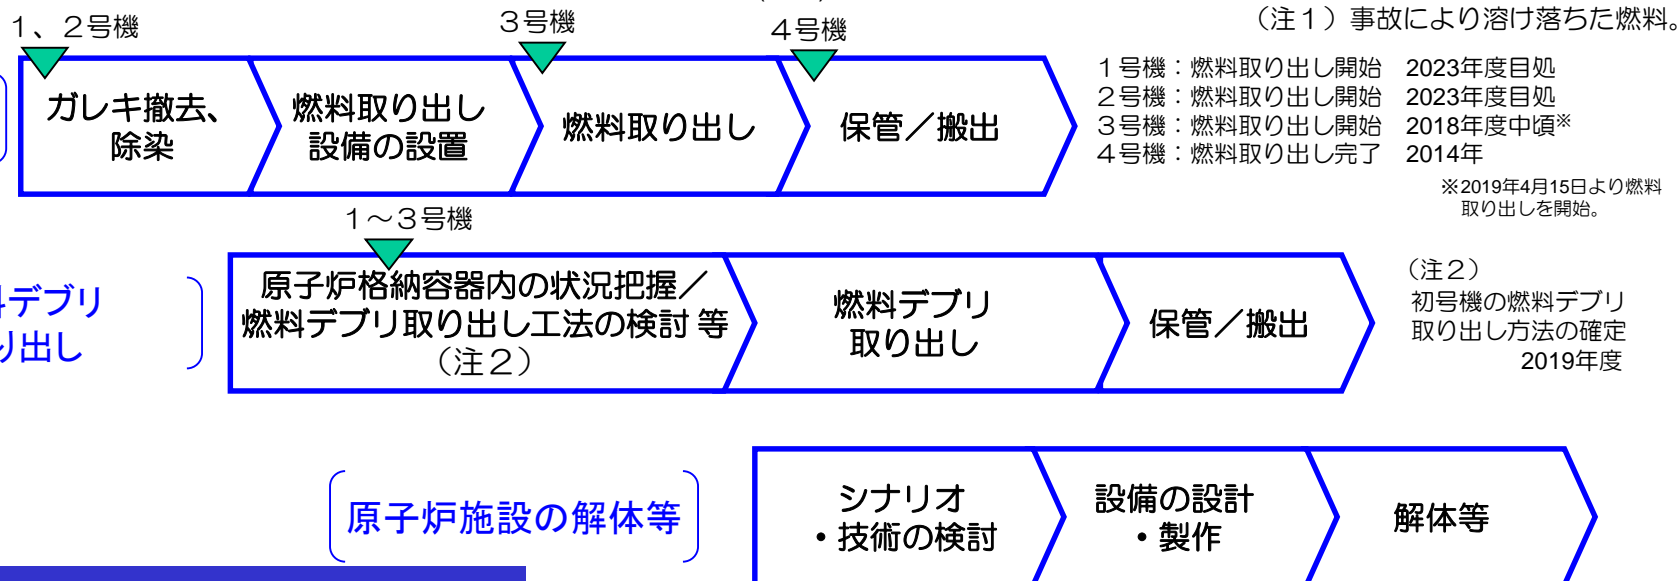 （注１）事故により溶け落ちた燃料。
１、２号機
３号機
４号機
ガレキ撤去、
除染
燃料取り出し
設備の設置
燃料取り出し
保管／搬出
１号機：燃料取り出し開始　2023年度目処
２号機：燃料取り出し開始　2023年度目処
３号機：燃料取り出し開始　2018年度中頃※
４号機：燃料取り出し完了　2014年
※2019年4月15日より燃料
取り出しを開始。
１～３号機
デブリ
り出し
原子炉格納容器内の状況把握／
燃料デブリ取り出し工法の検討 等
（注２）
燃料デブリ
取り出し
保管／搬出
（注２）
初号機の燃料デブリ
取り出し方法の確定
2019年度
原子炉施設の解体等
シナリオ
・技術の検討
設備の設計
・製作
解体等